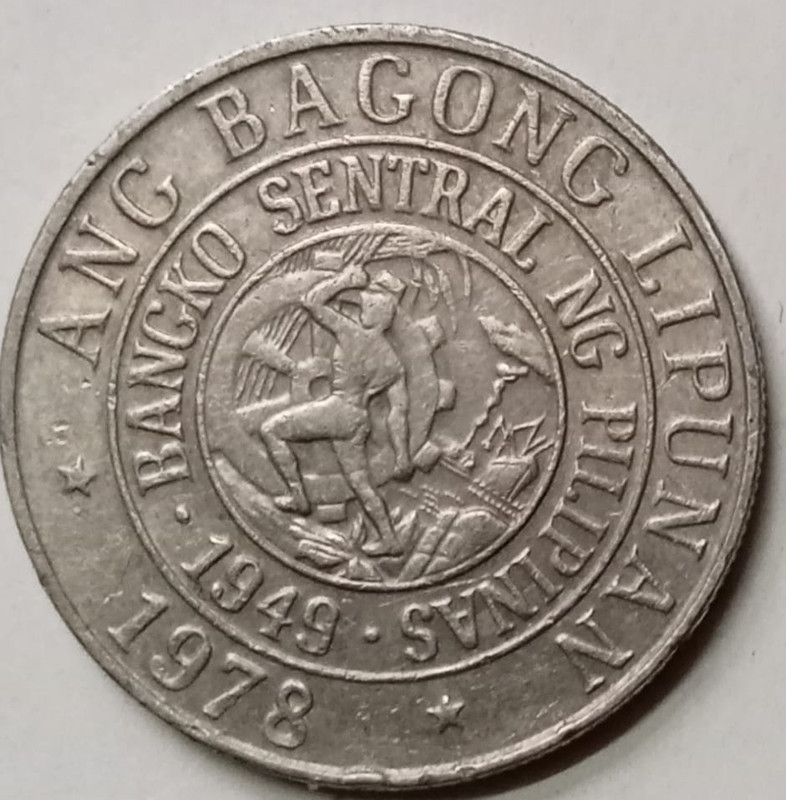 ANG BAGONG LIPUNAN
1978
BANGKO SENTRAL NG PILIPINAS
1949